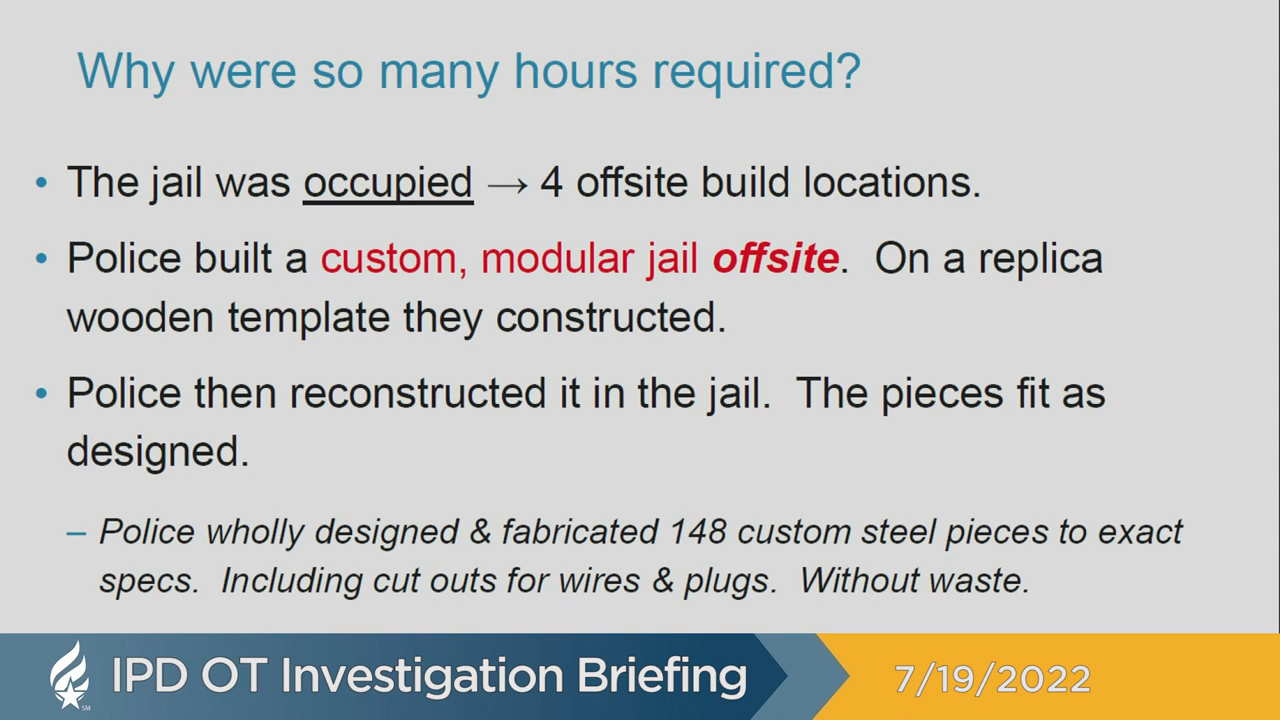 Why were so many hours required?
• The jail was occupied → 4 offsite build locations.
• Police built a custom, modular jail offsite. On a replica
wooden template they constructed.
• Police then reconstructed it in the jail. The pieces fit as
designed.
– Police wholly designed & fabricated 148 custom steel pieces to exact
specs. Including cut outs for wires & plugs. Without waste.
SM
IPD OT Investigation Briefing
7/19/2022